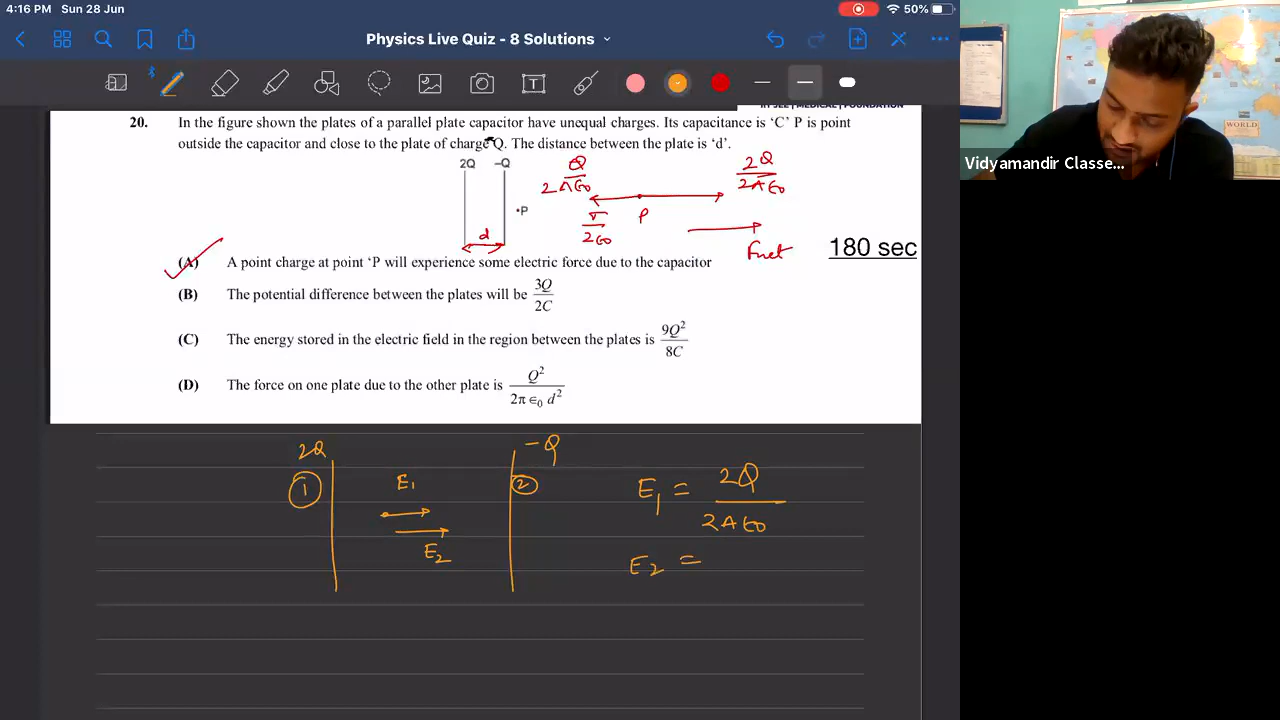 4:16 PM Sun 28 Jun
50%
Physics Live Quiz - 8 Solutions
IIT JEE | MEDICAL | FOUNDATION
20. In the figure shown the plates of a parallel plate capacitor have unequal charges. Its capacitance is ‘C’ P is point
outside the capacitor and close to the plate of charge-Q. The distance between the plate is ‘d’.
2Q -Q
•P
d
Q
2Aϵ0
σ
2ϵ0
P
2Q
2Aϵ0
Fnet
180 sec
(A) A point charge at point ‘P will experience some electric force due to the capacitor
(B) The potential difference between the plates will be 3Q/2C
(C) The energy stored in the electric field in the region between the plates is 9Q²/8C
(D) The force on one plate due to the other plate is Q²/2π∈₀d²
2Q -Q
1 E1 2
E2
E1 = 2Q/2Aϵ0
E2 =
WORLD
Vidyamandir Classe...